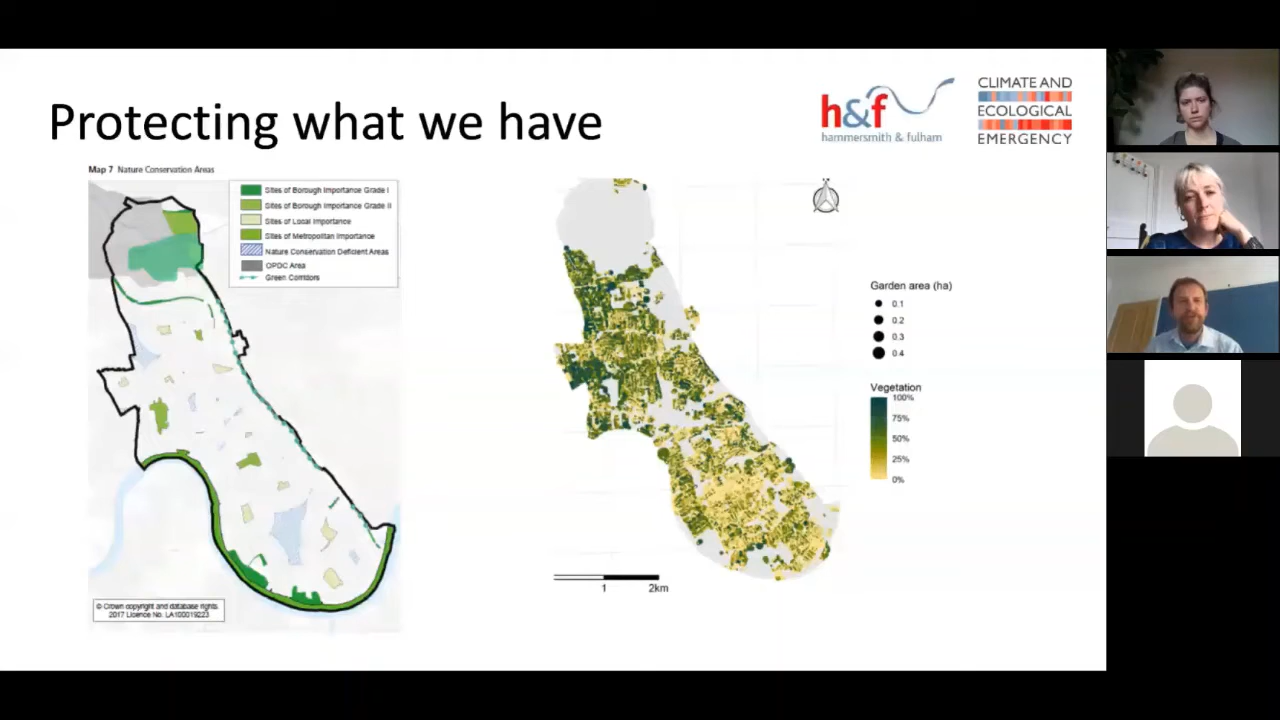 Protecting what we have
h&f
hammersmith & fulham
CLIMATE AND
ECOLOGICAL
EMERGENCY
Map 7 Nature Conservation Areas
Sites of Borough Importance Grade I
Sites of Borough Importance Grade II
Sites of Local Importance
Sites of Metropolitan Importance
Nature Conservation Deficient Areas
OPDC Area
Green Corridors
© Crown copyright and database rights.
2017 Licence No. LA100019223
N
Garden area (ha)
0.1
0.2
0.3
0.4
Vegetation
100%
75%
50%
25%
0%
1 2km